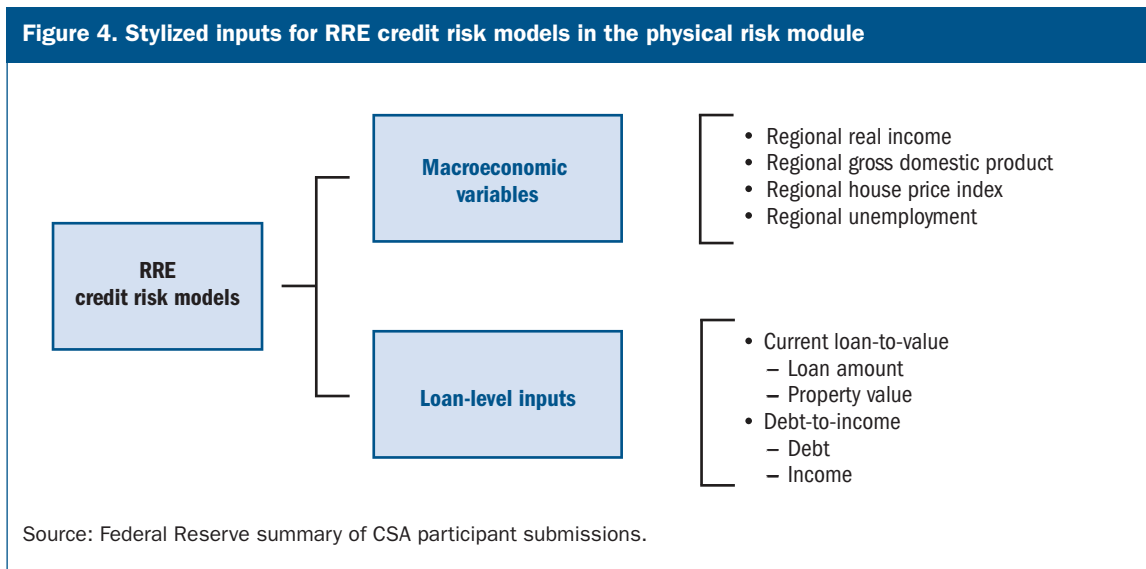 Figure 4. Stylized inputs for RRE credit risk models in the physical risk module
RRE
credit risk models
Macroeconomic
variables
• Regional real income
• Regional gross domestic product
• Regional house price index
• Regional unemployment
Loan-level inputs
• Current loan-to-value
– Loan amount
– Property value
• Debt-to-income
– Debt
– Income
Source: Federal Reserve summary of CSA participant submissions.